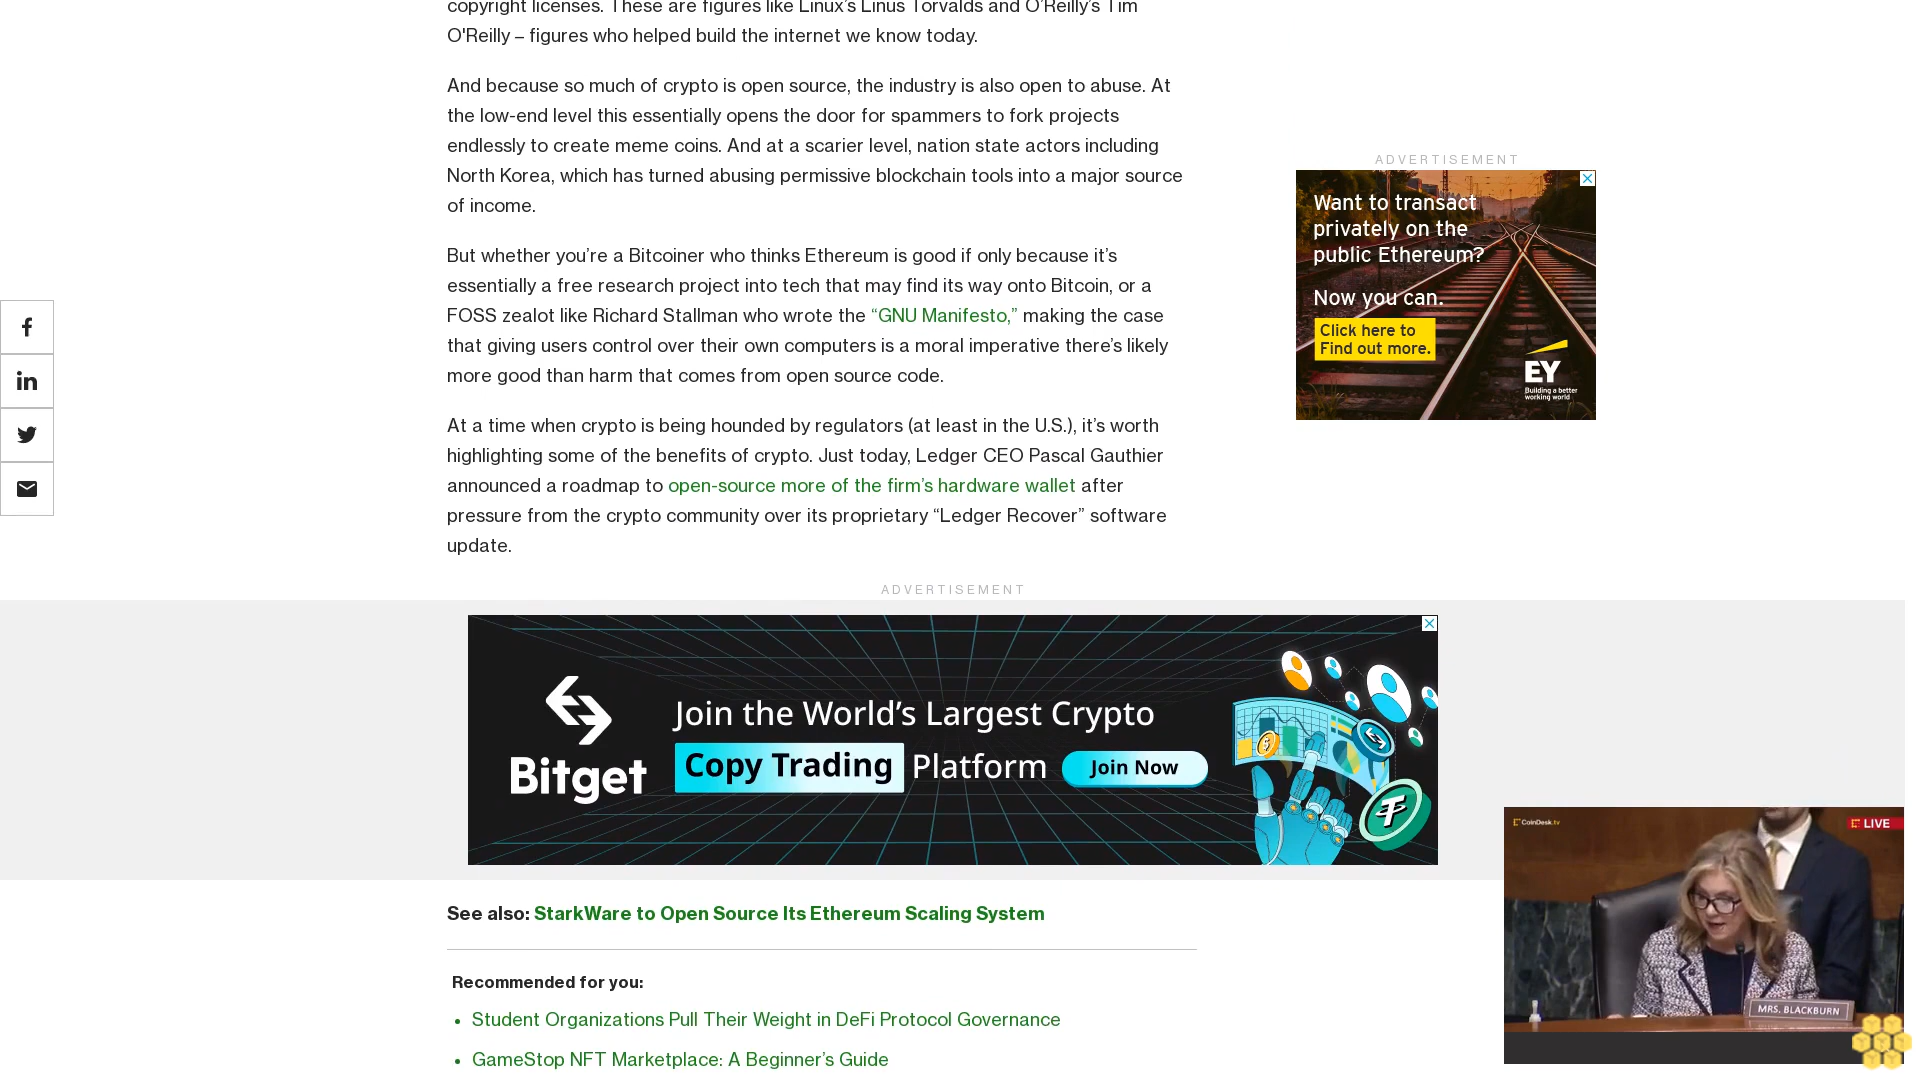 copyright licenses. These are figures like Linux’s Linus Torvalds and O’Reilly’s Tim
O'Reilly – figures who helped build the internet we know today.
And because so much of crypto is open source, the industry is also open to abuse. At
the low-end level this essentially opens the door for spammers to fork projects
endlessly to create meme coins. And at a scarier level, nation state actors including
North Korea, which has turned abusing permissive blockchain tools into a major source
of income.
But whether you’re a Bitcoiner who thinks Ethereum is good if only because it’s
essentially a free research project into tech that may find its way onto Bitcoin, or a
FOSS zealot like Richard Stallman who wrote the “GNU Manifesto,” making the case
that giving users control over their own computers is a moral imperative there’s likely
more good than harm that comes from open source code.
At a time when crypto is being hounded by regulators (at least in the U.S.), it’s worth
highlighting some of the benefits of crypto. Just today, Ledger CEO Pascal Gauthier
announced a roadmap to open-source more of the firm’s hardware wallet after
pressure from the crypto community over its proprietary “Ledger Recover” software
update.
ADVERTISEMENT
Want to transact
privately on the
public Ethereum?
Now you can.
Click here to
Find out more.
EY
Building a better
working world
ADVERTISEMENT
Bitget
Join the World’s Largest Crypto
Copy Trading Platform
Join Now
See also: StarkWare to Open Source Its Ethereum Scaling System
Recommended for you:
• Student Organizations Pull Their Weight in DeFi Protocol Governance
• GameStop NFT Marketplace: A Beginner’s Guide
CoinDesk.tv
LIVE
MRS. BLACKBURN